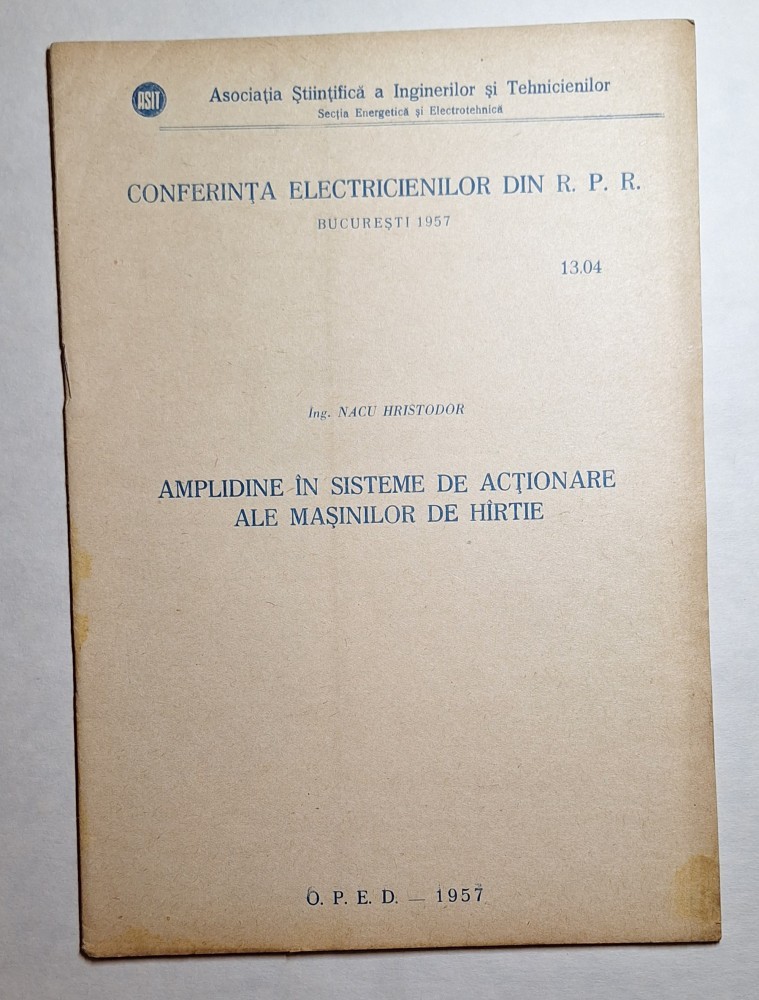 ASIT
Asociația Științifică a Inginerilor și Tehnicienilor
Secția Energetică și Electrotehnică
CONFERINȚA ELECTRICIENILOR DIN R. P. R.
BUCUREȘTI 1957
13.04
Ing. NACU HRISTODOR
AMPLIDINE ÎN SISTEME DE ACȚIONARE
ALE MAȘINILOR DE HÎRTIE
O. P. E. D. — 1957